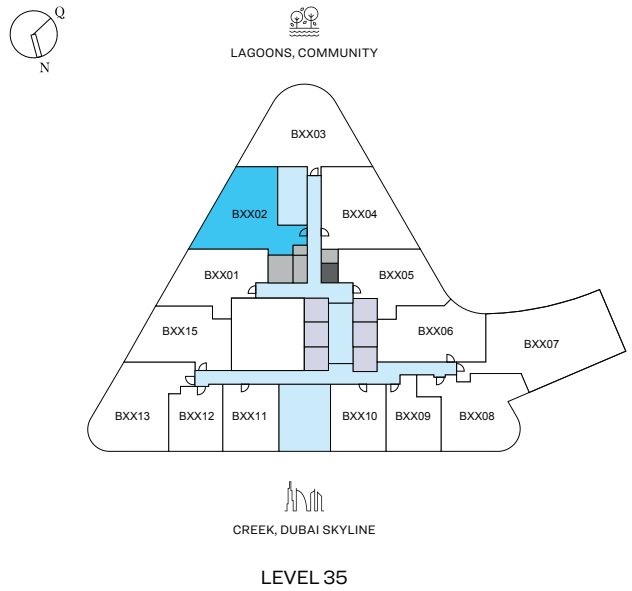 Q
N
LAGOONS, COMMUNITY
BXX03
BXX02
BXX04
BXX01
BXX05
BXX15
BXX06
BXX07
BXX13
BXX12
BXX11
BXX10
BXX09
BXX08
CREEK, DUBAI SKYLINE
LEVEL 35